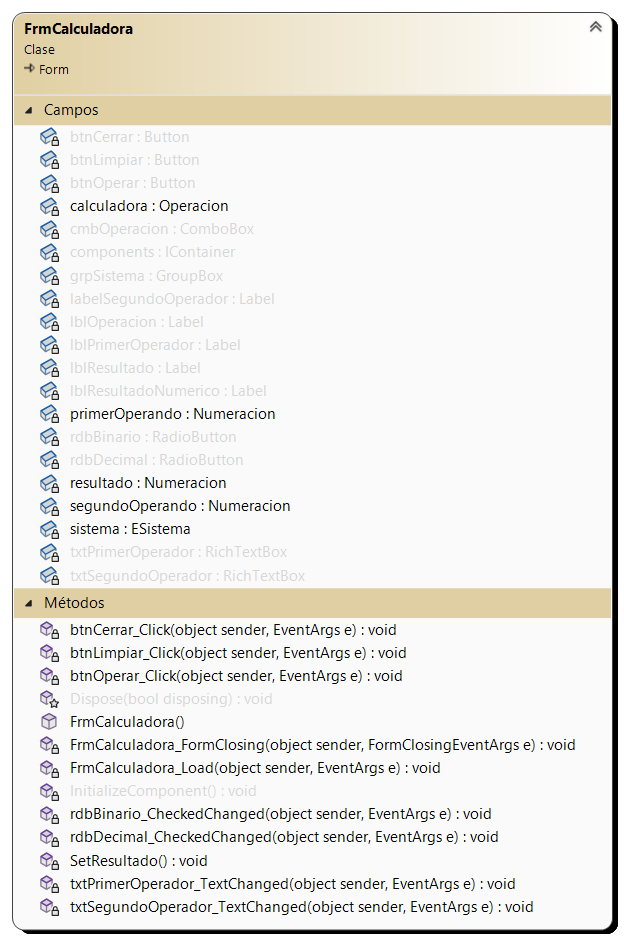 FrmCalculadora
Clase
Form
Campos
btnCerrar : Button
btnLimpiar : Button
btnOperar : Button
calculadora : Operacion
cmbOperacion : ComboBox
components : IContainer
grpSistema : GroupBox
labelSegundoOperador : Label
lblOperacion : Label
lblPrimerOperador : Label
lblResultado : Label
lblResultadoNumerico : Label
primerOperando : Numeracion
rdbBinario : RadioButton
rdbDecimal : RadioButton
resultado : Numeracion
segundoOperando : Numeracion
sistema : ESistema
txtPrimerOperador : RichTextBox
txtSegundoOperador : RichTextBox
Métodos
btnCerrar_Click(object sender, EventArgs e) : void
btnLimpiar_Click(object sender, EventArgs e) : void
btnOperar_Click(object sender, EventArgs e) : void
Dispose(bool disposing) : void
FrmCalculadora()
FrmCalculadora_FormClosing(object sender, FormClosingEventArgs e) : void
FrmCalculadora_Load(object sender, EventArgs e) : void
InitializeComponent() : void
rdbBinario_CheckedChanged(object sender, EventArgs e) : void
rdbDecimal_CheckedChanged(object sender, EventArgs e) : void
SetResultado() : void
txtPrimerOperador_TextChanged(object sender, EventArgs e) : void
txtSegundoOperador_TextChanged(object sender, EventArgs e) : void